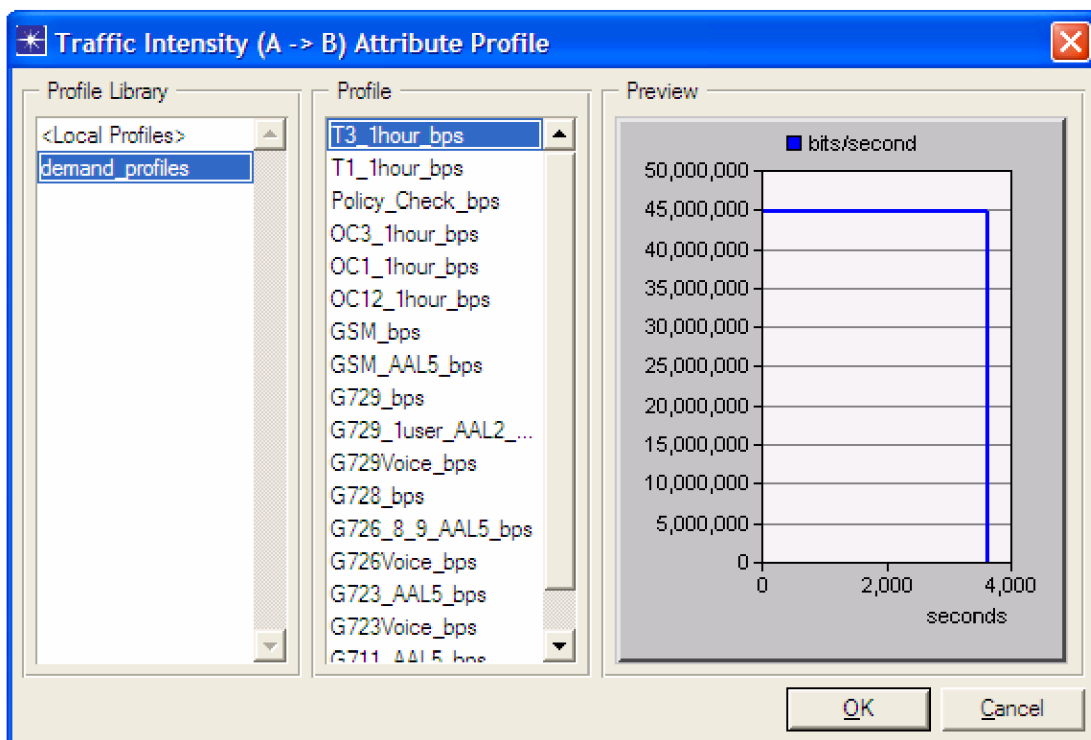 Traffic Intensity (A -> B) Attribute Profile
Profile Library
<Local Profiles>
demand_profiles
Profile
T3_1hour_bps
T1_1hour_bps
Policy_Check_bps
OC3_1hour_bps
OC1_1hour_bps
OC12_1hour_bps
GSM_bps
GSM_AAL5_bps
G729_bps
G729_1user_AAL2_...
G729Voice_bps
G728_bps
G726_8_9_AAL5_bps
G726Voice_bps
G723_AAL5_bps
G723Voice_bps
G711_AAL5_bps
Preview
bits/second
50,000,000
45,000,000
40,000,000
35,000,000
30,000,000
25,000,000
20,000,000
15,000,000
10,000,000
5,000,000
0
0 2,000 4,000
seconds
OK Cancel